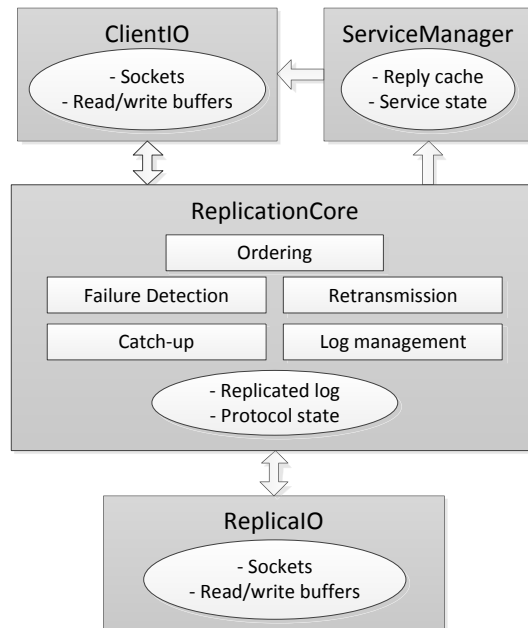 ClientIO
- Sockets
- Read/write buffers
ServiceManager
- Reply cache
- Service state
ReplicationCore
Ordering
Failure Detection
Retransmission
Catch-up
Log management
- Replicated log
- Protocol state
ReplicaIO
- Sockets
- Read/write buffers